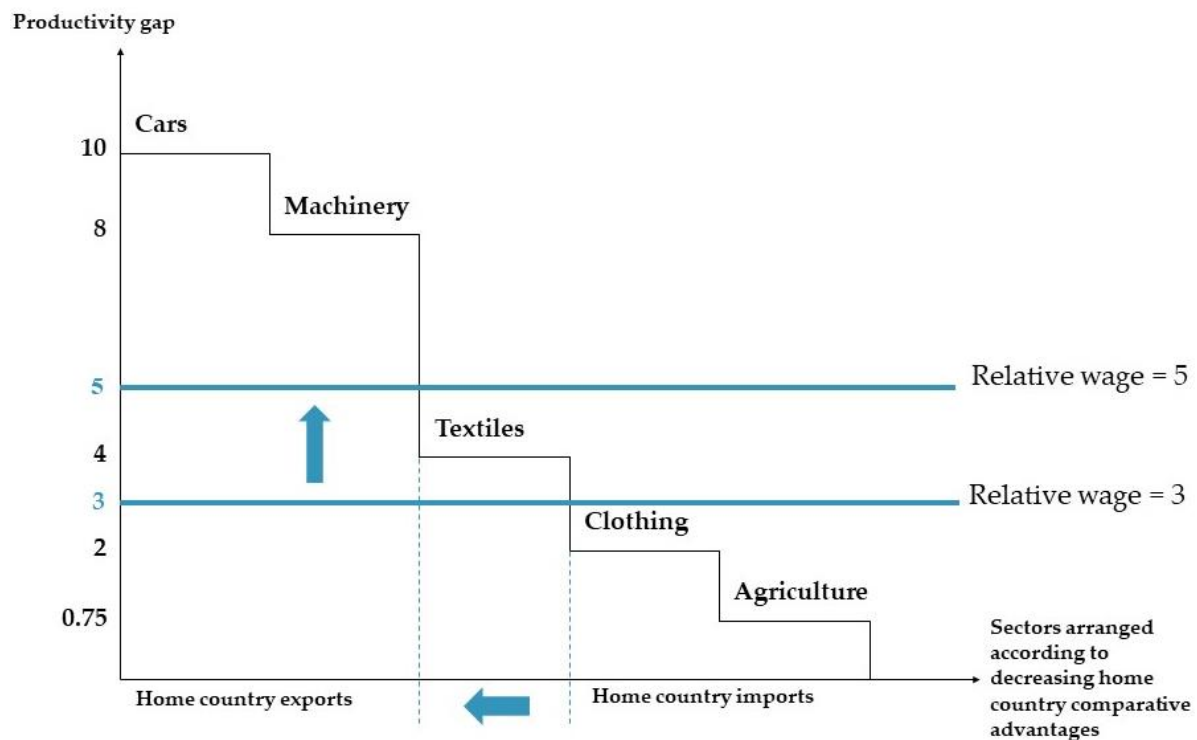 Productivity gap
Cars
10
Machinery
8
5
Relative wage = 5
Textiles
4
3
Relative wage = 3
Clothing
2
Agriculture
0.75
Sectors arranged
according to
decreasing home
country comparative
advantages
Home country exports
Home country imports